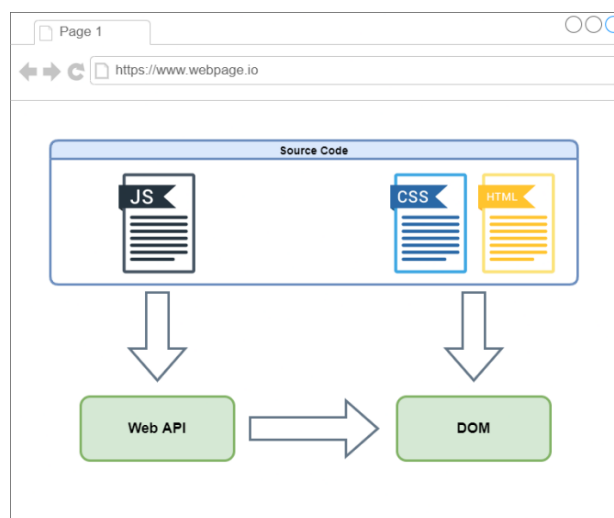 Page 1
https://www.webpage.io
Source Code
JS
CSS
HTML
Web API
DOM